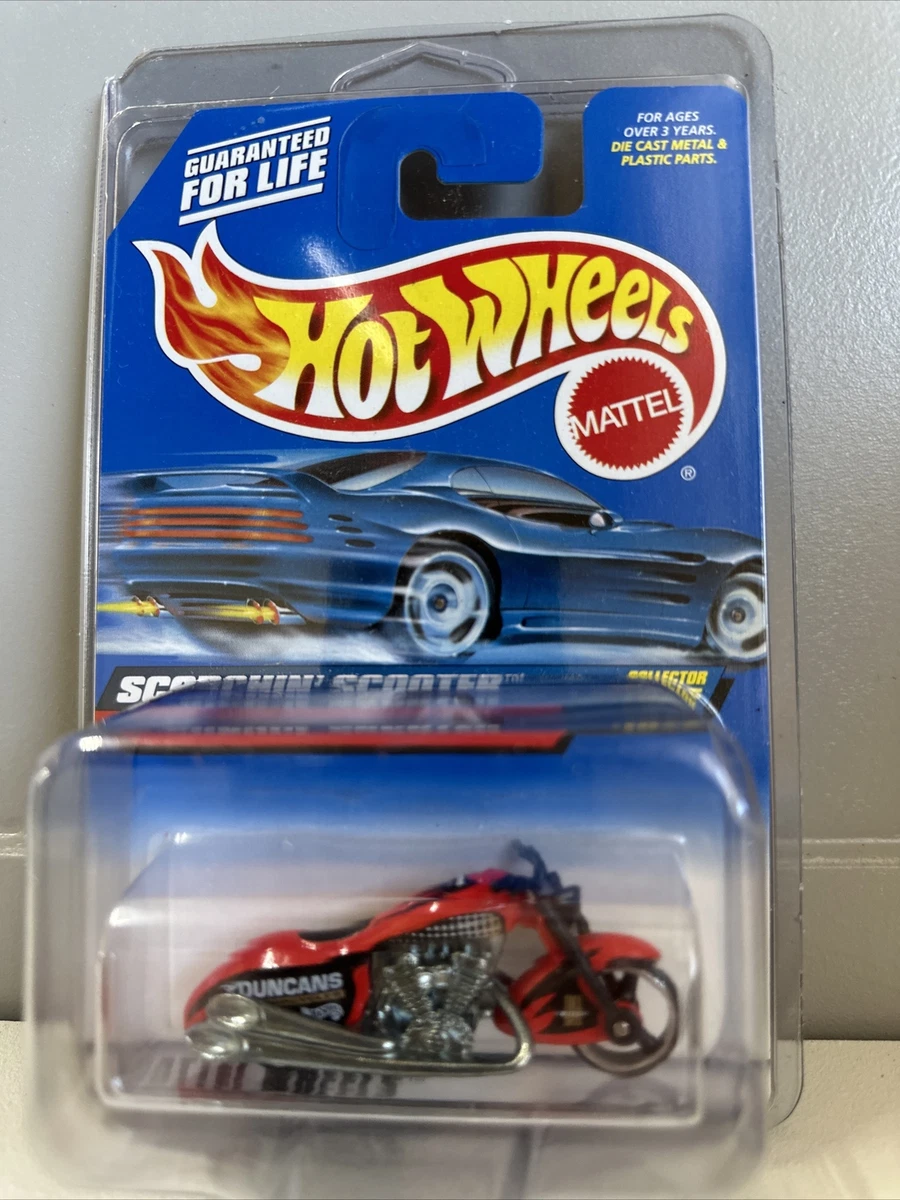 GUARANTEED
FOR LIFE
FOR AGES
OVER 3 YEARS.
DIE CAST METAL &
PLASTIC PARTS.
HOT WHEELS
MATTEL
®
SCORCHIN' SCOOTER™
COLLECTOR
DUNCANS